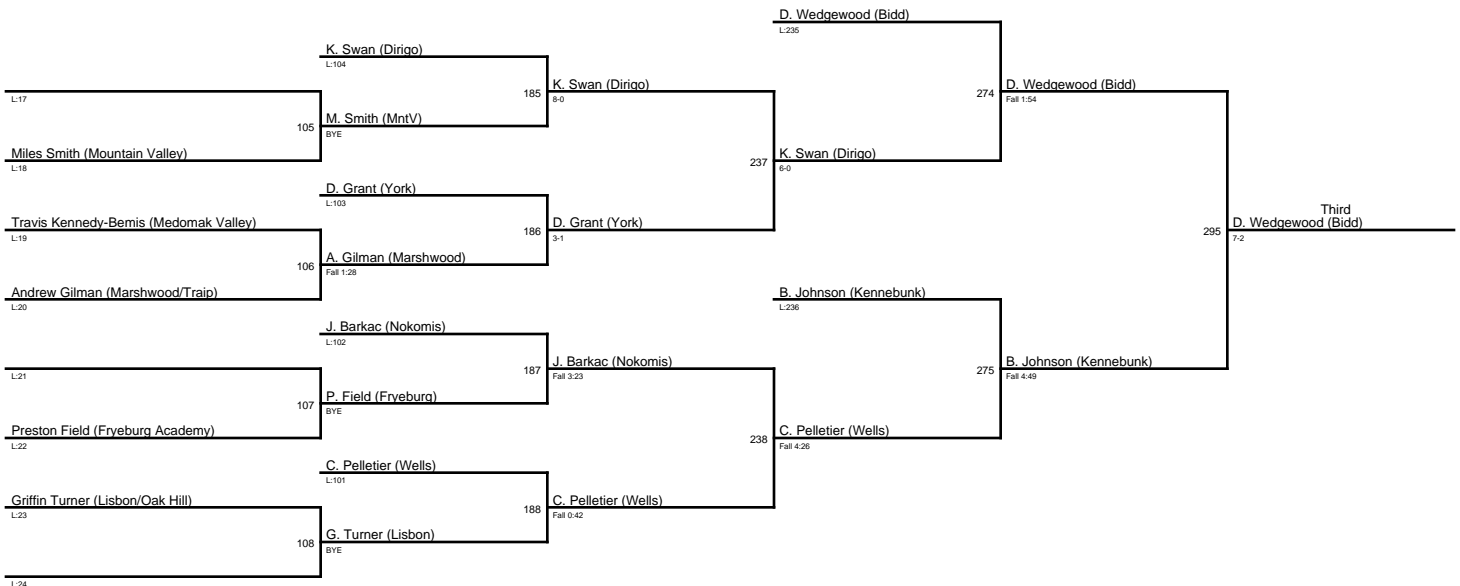 D. Wedgewood (Bidd)
L:235
K. Swan (Dirigo)
L:104
L:17
185
K. Swan (Dirigo)
8-0
274
D. Wedgewood (Bidd)
Fall 1:54
105
M. Smith (MntV)
BYE
Miles Smith (Mountain Valley)
L:18
237
K. Swan (Dirigo)
6-0
D. Grant (York)
L:103
Third
Travis Kennedy-Bemis (Medomak Valley)
L:19
186
D. Grant (York)
3-1
295
D. Wedgewood (Bidd)
7-2
106
A. Gilman (Marshwood)
Fall 1:28
Andrew Gilman (Marshwood/Traip)
L:20
B. Johnson (Kennebunk)
L:236
J. Barkac (Nokomis)
L:102
L:21
187
J. Barkac (Nokomis)
Fall 3:23
275
B. Johnson (Kennebunk)
Fall 4:49
107
P. Field (Fryeburg)
BYE
Preston Field (Fryeburg Academy)
L:22
238
C. Pelletier (Wells)
Fall 4:26
C. Pelletier (Wells)
L:101
Griffin Turner (Lisbon/Oak Hill)
L:23
188
C. Pelletier (Wells)
Fall 0:42
108
G. Turner (Lisbon)
BYE
L:24